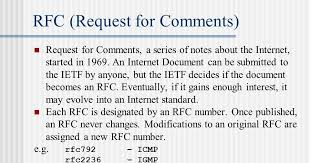 RFC (Request for Comments)
Request for Comments, a series of notes about the Internet,
started in 1969. An Internet Document can be submitted to
the IETF by anyone, but the IETF decides if the document
becomes an RFC. Eventually, if it gains enough interest, it
may evolve into an Internet standard.
Each RFC is designated by an RFC number. Once published,
an RFC never changes. Modifications to an original RFC are
assigned a new RFC number.
e.g. rfc792 – ICMP
rfc2236 – IGMP